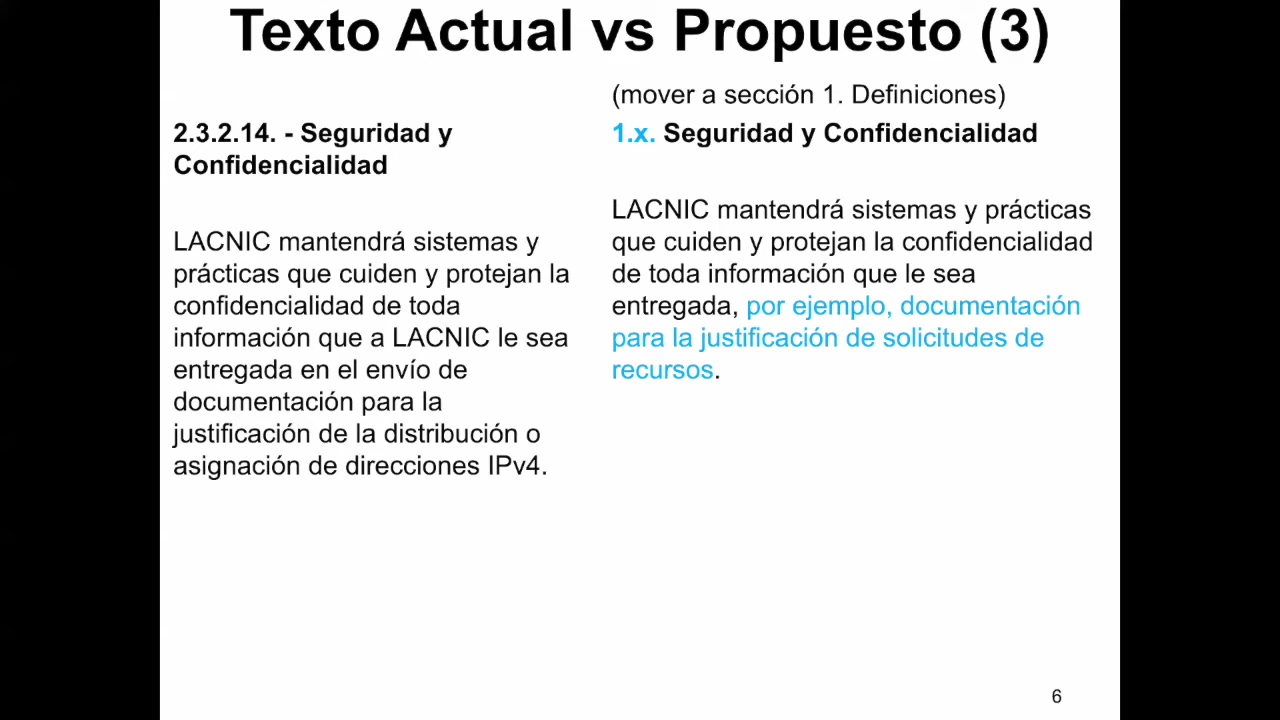 Texto Actual vs Propuesto (3)
2.3.2.14. - Seguridad y
Confidencialidad
LACNIC mantendrá sistemas y
prácticas que cuiden y protejan la
confidencialidad de toda
información que a LACNIC le sea
entregada en el envío de
documentación para la
justificación de la distribución o
asignación de direcciones IPv4.
(mover a sección 1. Definiciones)
1.x. Seguridad y Confidencialidad
LACNIC mantendrá sistemas y prácticas
que cuiden y protejan la confidencialidad
de toda información que le sea
entregada, por ejemplo, documentación
para la justificación de solicitudes de
recursos.
6